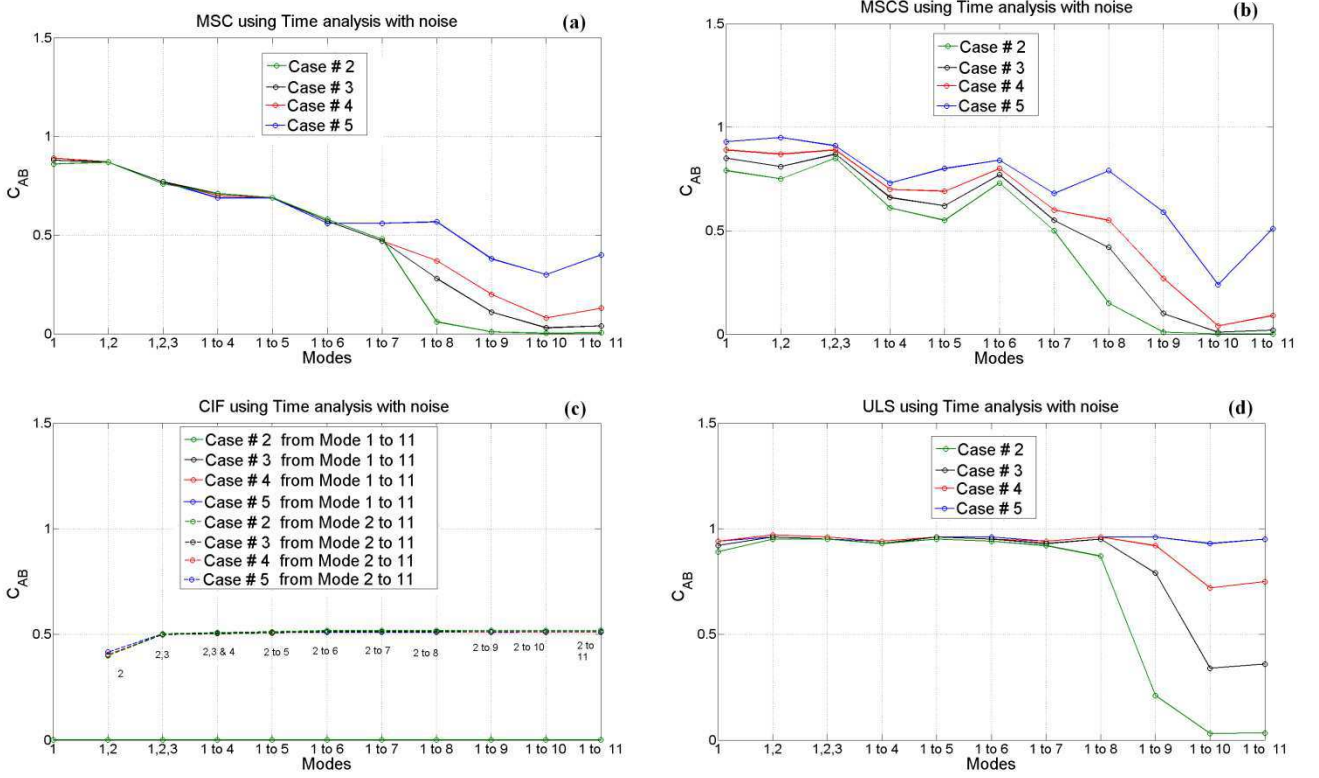 MSC using Time analysis with noise
(a)
1.5
1
0.5
0
C_AB
Case # 2
Case # 3
Case # 4
Case # 5
1
1,2
1,2,3
1 to 4
1 to 5
1 to 6
1 to 7
1 to 8
1 to 9
1 to 10
1 to 11
Modes
MSCS using Time analysis with noise
(b)
1.5
1
0.5
0
C_AB
Case # 2
Case # 3
Case # 4
Case # 5
1
1,2
1,2,3
1 to 4
1 to 5
1 to 6
1 to 7
1 to 8
1 to 9
1 to 10
1 to 11
Modes
CIF using Time analysis with noise
(c)
1.5
1
0.5
0
C_AB
Case # 2 from Mode 1 to 11
Case # 3 from Mode 1 to 11
Case # 4 from Mode 1 to 11
Case # 5 from Mode 1 to 11
Case # 2 from Mode 2 to 11
Case # 3 from Mode 2 to 11
Case # 4 from Mode 2 to 11
Case # 5 from Mode 2 to 11
2
2,3
2,3 & 4
2 to 5
2 to 6
2 to 7
2 to 8
2 to 9
2 to 10
2 to
11
1
1,2
1,2,3
1 to 4
1 to 5
1 to 6
1 to 7
1 to 8
1 to 9
1 to 10
1 to 11
Modes
ULS using Time analysis with noise
(d)
1.5
1
0.5
0
C_AB
Case # 2
Case # 3
Case # 4
Case # 5
1
1,2
1,2,3
1 to 4
1 to 5
1 to 6
1 to 7
1 to 8
1 to 9
1 to 10
1 to 11
Modes